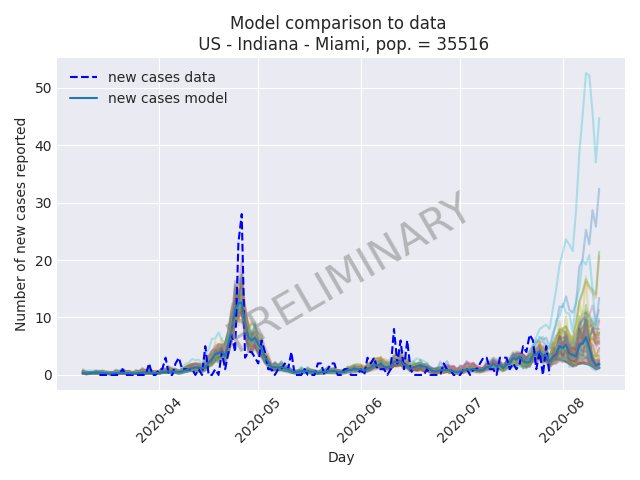 Model comparison to data
US - Indiana - Miami, pop. = 35516
new cases data
new cases model
Number of new cases reported
50
40
30
20
10
0
PRELIMINARY
2020-04
2020-05
2020-06
2020-07
2020-08
Day